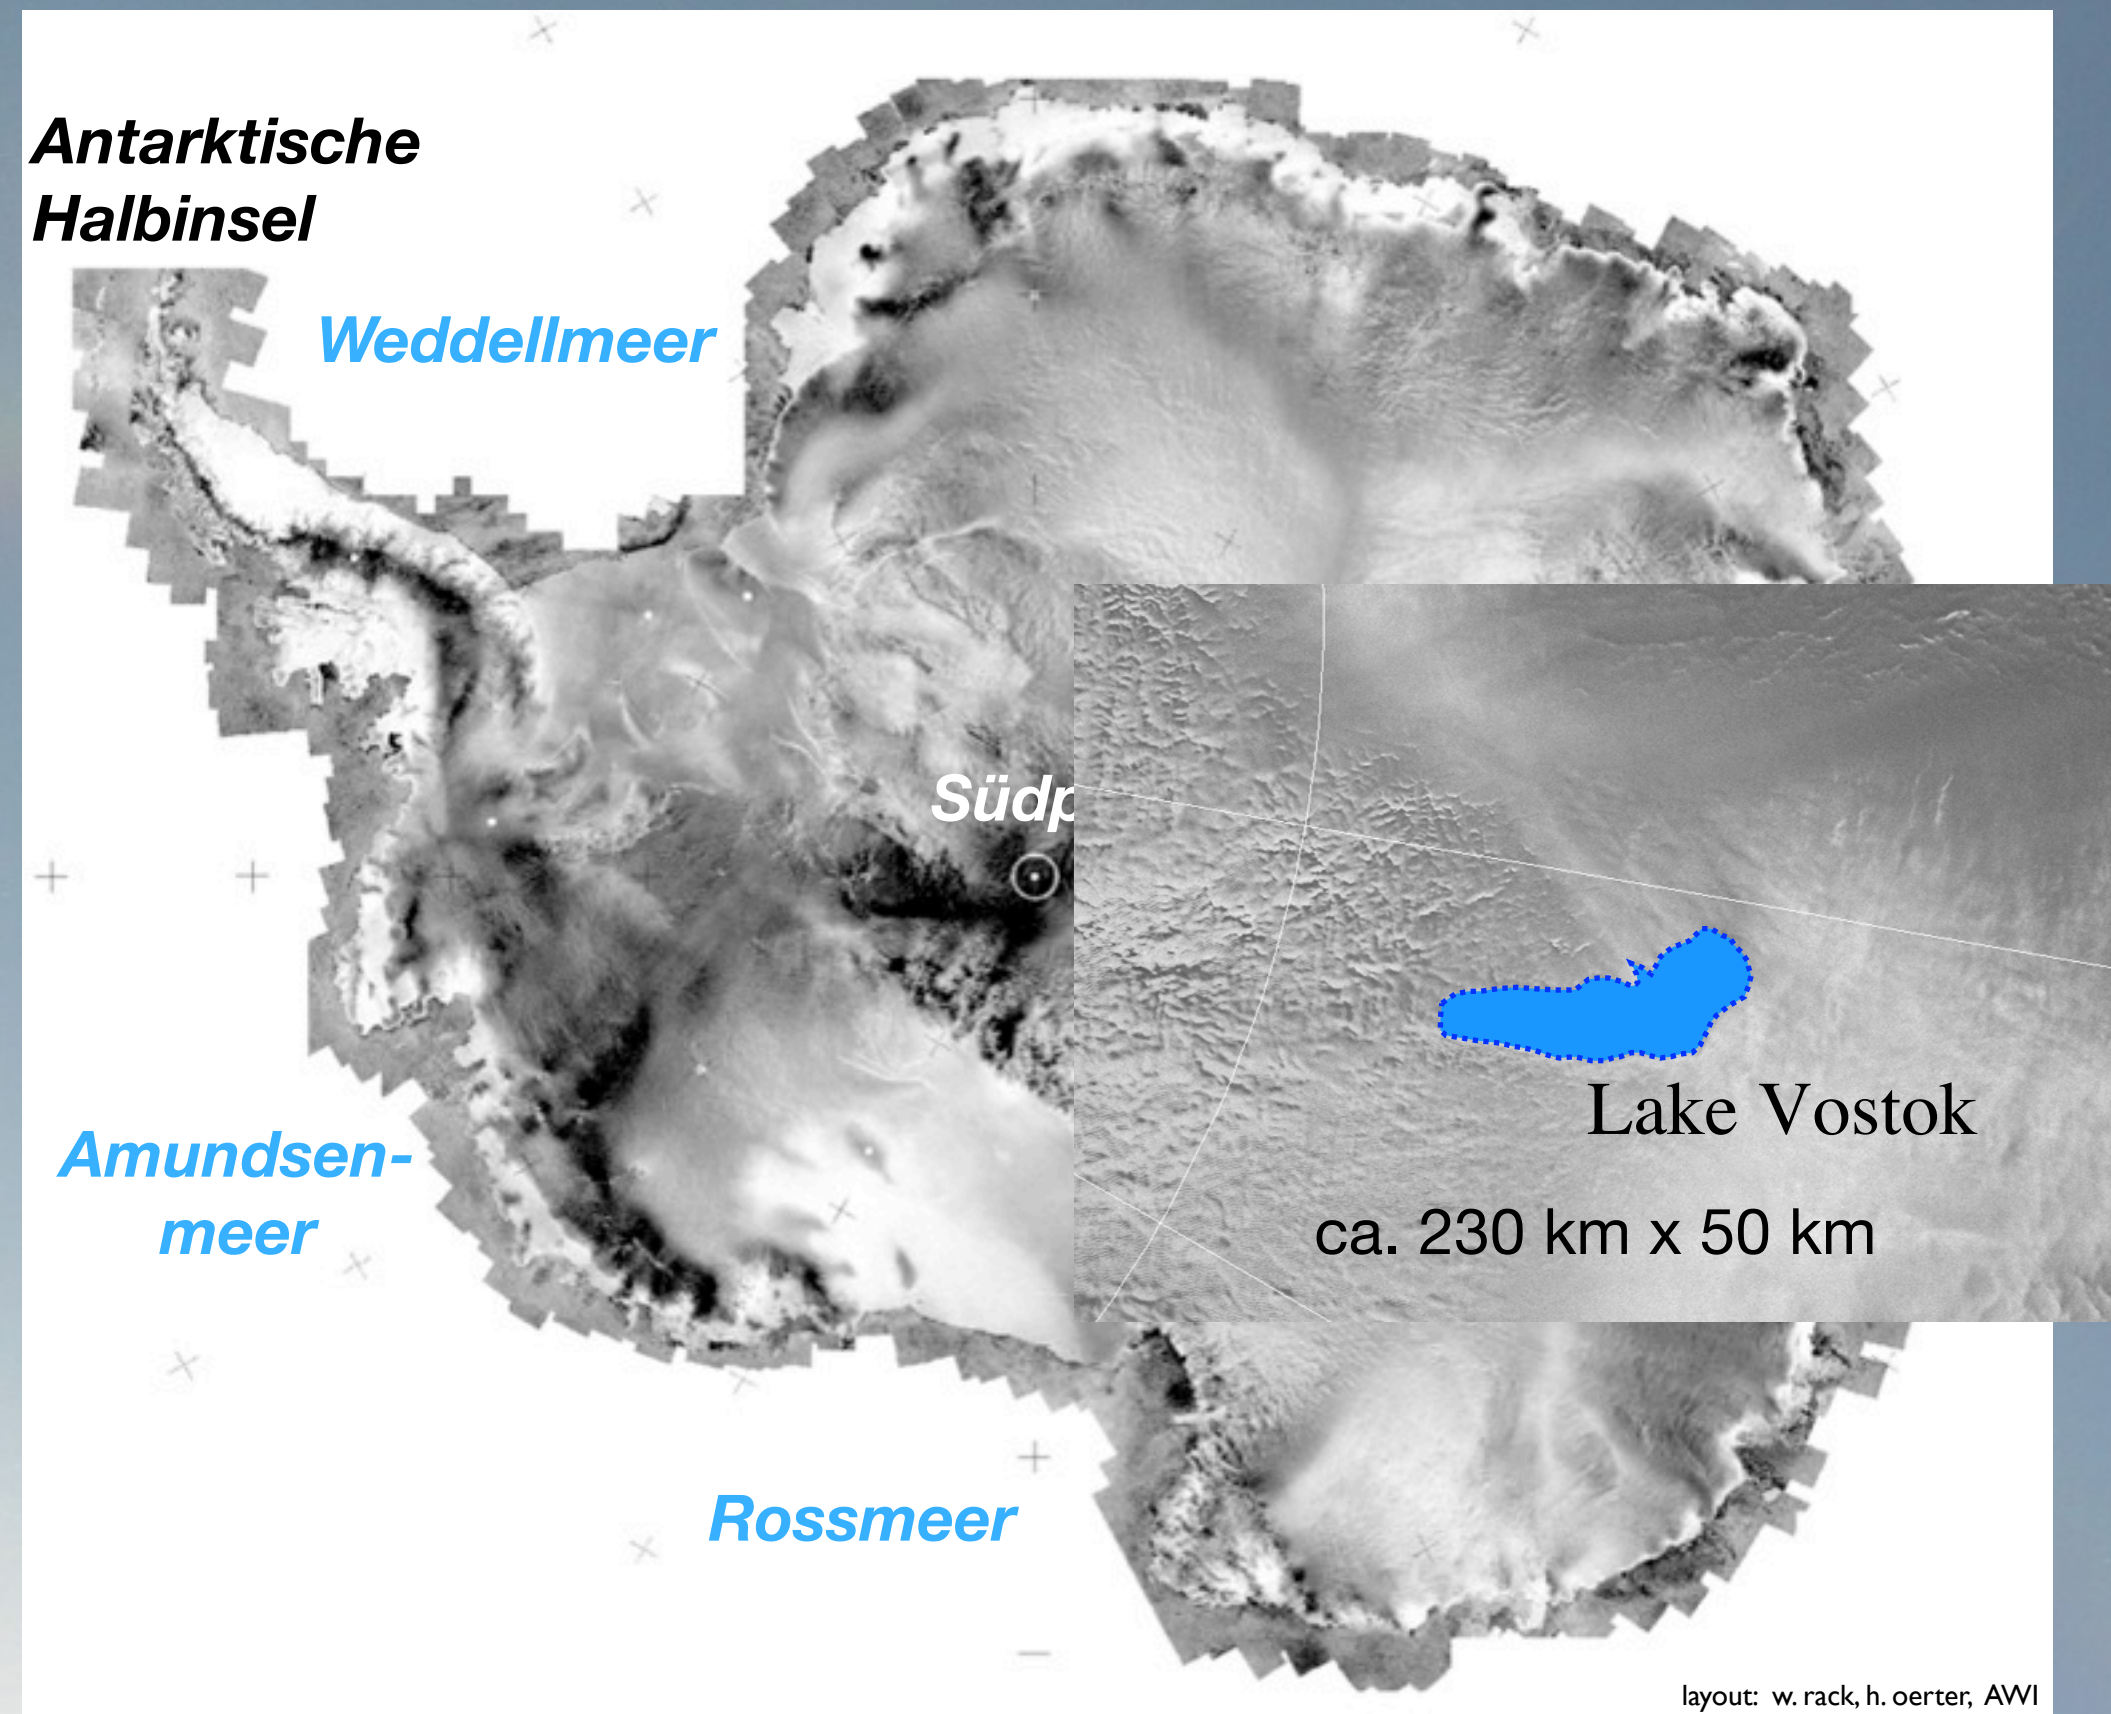 Antarktische
Halbinsel
Weddellmeer
Südp
Lake Vostok
Amundsen-
meer
ca. 230 km x 50 km
Rossmeer
layout: w. rack, h. oerter, AWI